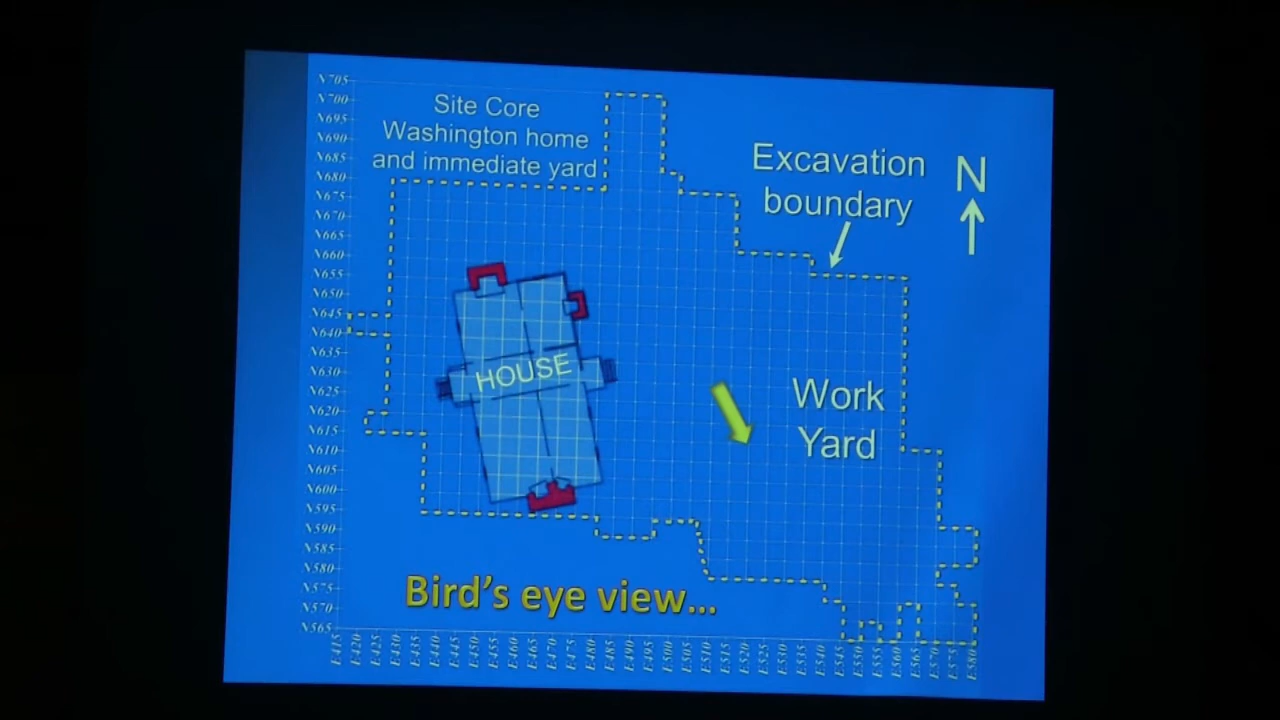 N705
N700
N695
N690
N685
N680
N675
N670
N665
N660
N655
N650
N645
N640
N635
N630
N625
N620
N615
N610
N605
N600
N595
N590
N585
N580
N575
N570
N565
Site Core
Washington home
and immediate yard
Excavation
boundary
N
HOUSE
Work
Yard
Bird's eye view...
E415
E420
E425
E430
E435
E440
E445
E450
E455
E460
E465
E470
E475
E480
E485
E490
E495
E500
E505
E510
E515
E520
E525
E530
E535
E540
E545
E550
E555
E560
E565
E570
E575
E580